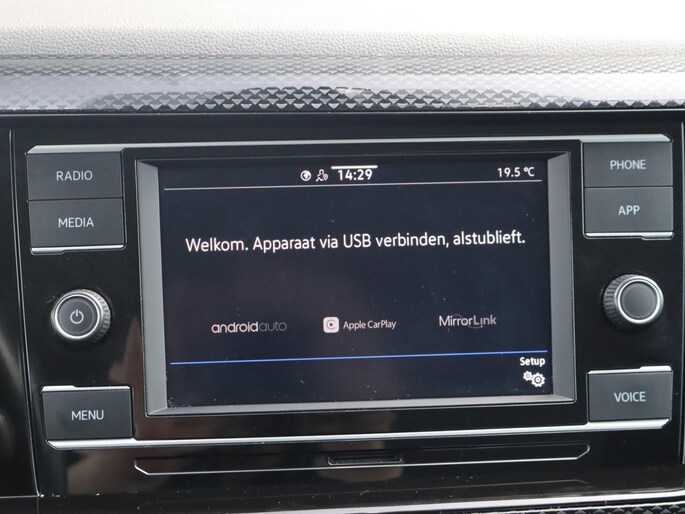 RADIO
MEDIA
MENU
14:29
19.5 °C
Welkom. Apparaat via USB verbinden, alstublieft.
androidauto
Apple CarPlay
MirrorLink
Setup
PHONE
APP
VOICE